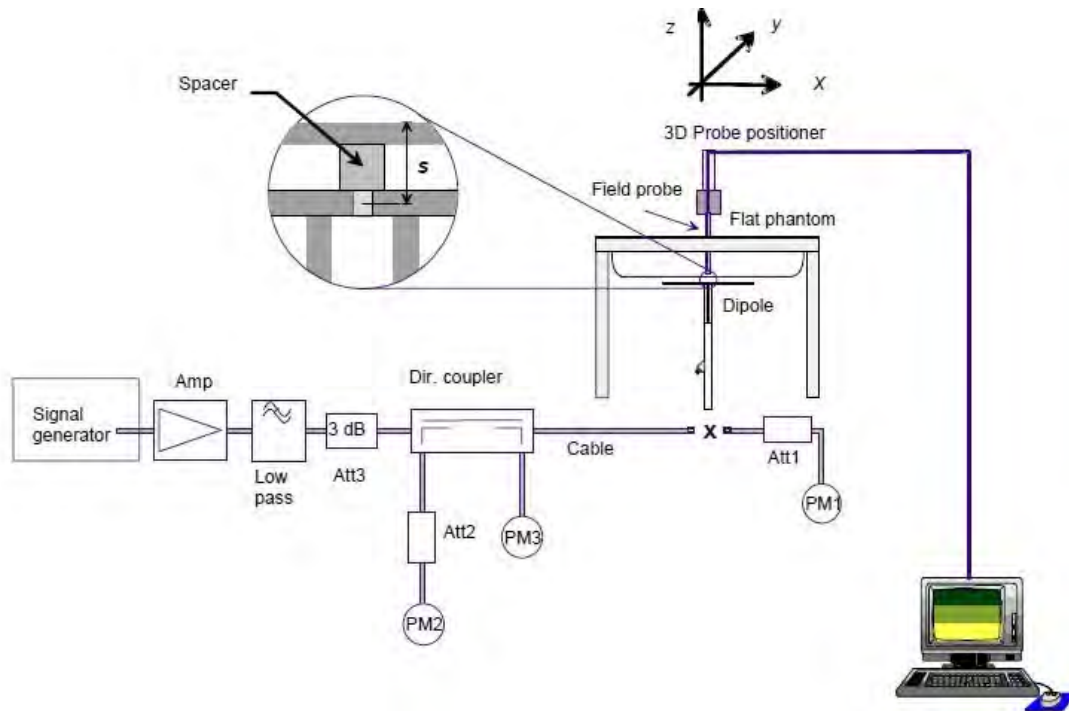 z
y
X
Spacer
s
3D Probe positioner
Field probe
Flat phantom
Dipole
Dir. coupler
Amp
Signal
generator
3 dB
X
Cable
Low
pass
Att3
Att1
PM1
Att2
PM3
PM2